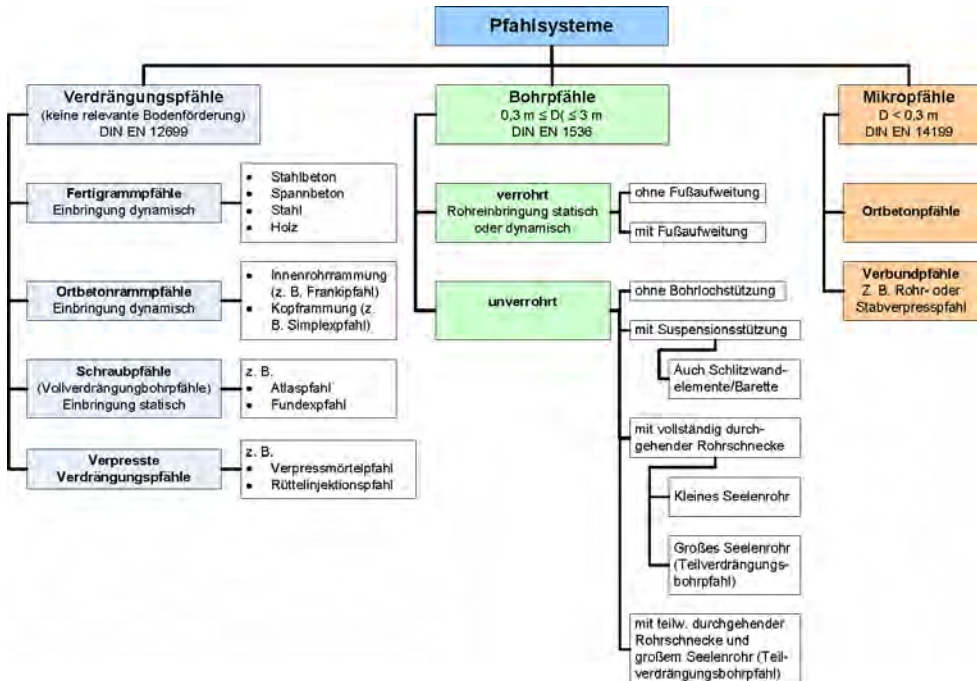 Pfahlsysteme
Verdrängungspfähle
(keine relevante Bodenförderung)
DIN EN 12699
Fertigrammpfähle
Einbringung dynamisch
• Stahlbeton
• Spannbeton
• Stahl
• Holz
Ortbetonrammpfähle
Einbringung dynamisch
• Innenrohrrammung
(z. B. Frankipfahl)
• Kopframmung (z.
B. Simplexpfahl)
Schraubpfähle
(Vollverdrängungbohrpfähle)
Einbringung statisch
z. B.
• Atlaspfahl
• Fundexpfahl
Verpresste
Verdrängungspfähle
z. B.
• Verpressmörtelpfahl
• Rüttelinjektionspfahl
Bohrpfähle
0,3 m ≤ D( ≤ 3 m
DIN EN 1536
verrohrt
Rohreinbringung statisch
oder dynamisch
ohne Fußaufweitung
mit Fußaufweitung
unverrohrt
ohne Bohrlochstützung
mit Suspensionsstützung
Auch Schlitzwand-
elemente/Barette
mit vollständig durch-
gehender Rohrschnecke
Kleines Seelenrohr
Großes Seelenrohr
(Teilverdrängungs-
bohrpfahl)
mit teilw. durchgehender
Rohrschnecke und
großem Seelenrohr (Teil-
verdrängungsbohrpfahl)
Mikropfähle
D < 0,3 m
DIN EN 14199
Ortbetonpfähle
Verbundpfähle
Z. B. Rohr- oder
Stabverpresspfahl